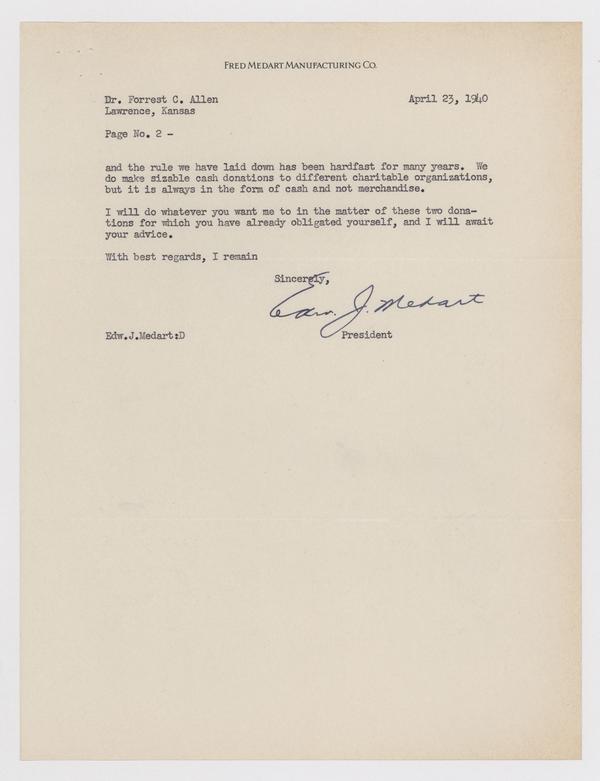 FRED MEDART MANUFACTURING CO.
Dr. Forrest C. Allen April 23, 1940
Lawrence, Kansas
Page No. 2 -
and the rule we have laid down has been hardfast for many years. We
do make sizable cash donations to different charitable organizations,
but it is always in the form of cash and not merchandise.
I will do whatever you want me to in the matter of these two dona-
tions for which you have already obligated yourself, and I will await
your advice.
With best regards, I remain
Sincerely,
Edw. J. Medart
Edw.J.Medart:D President